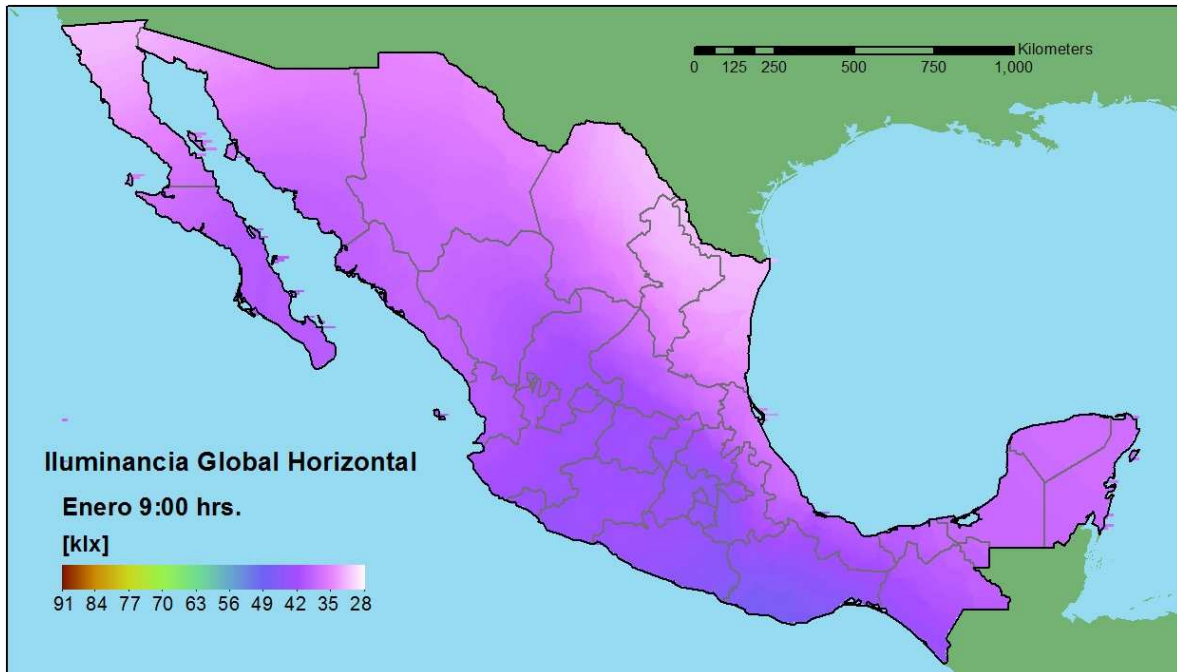 Kilometers
0 125 250 500 750 1,000
Iluminancia Global Horizontal
Enero 9:00 hrs.
[klx]
91 84 77 70 63 56 49 42 35 28